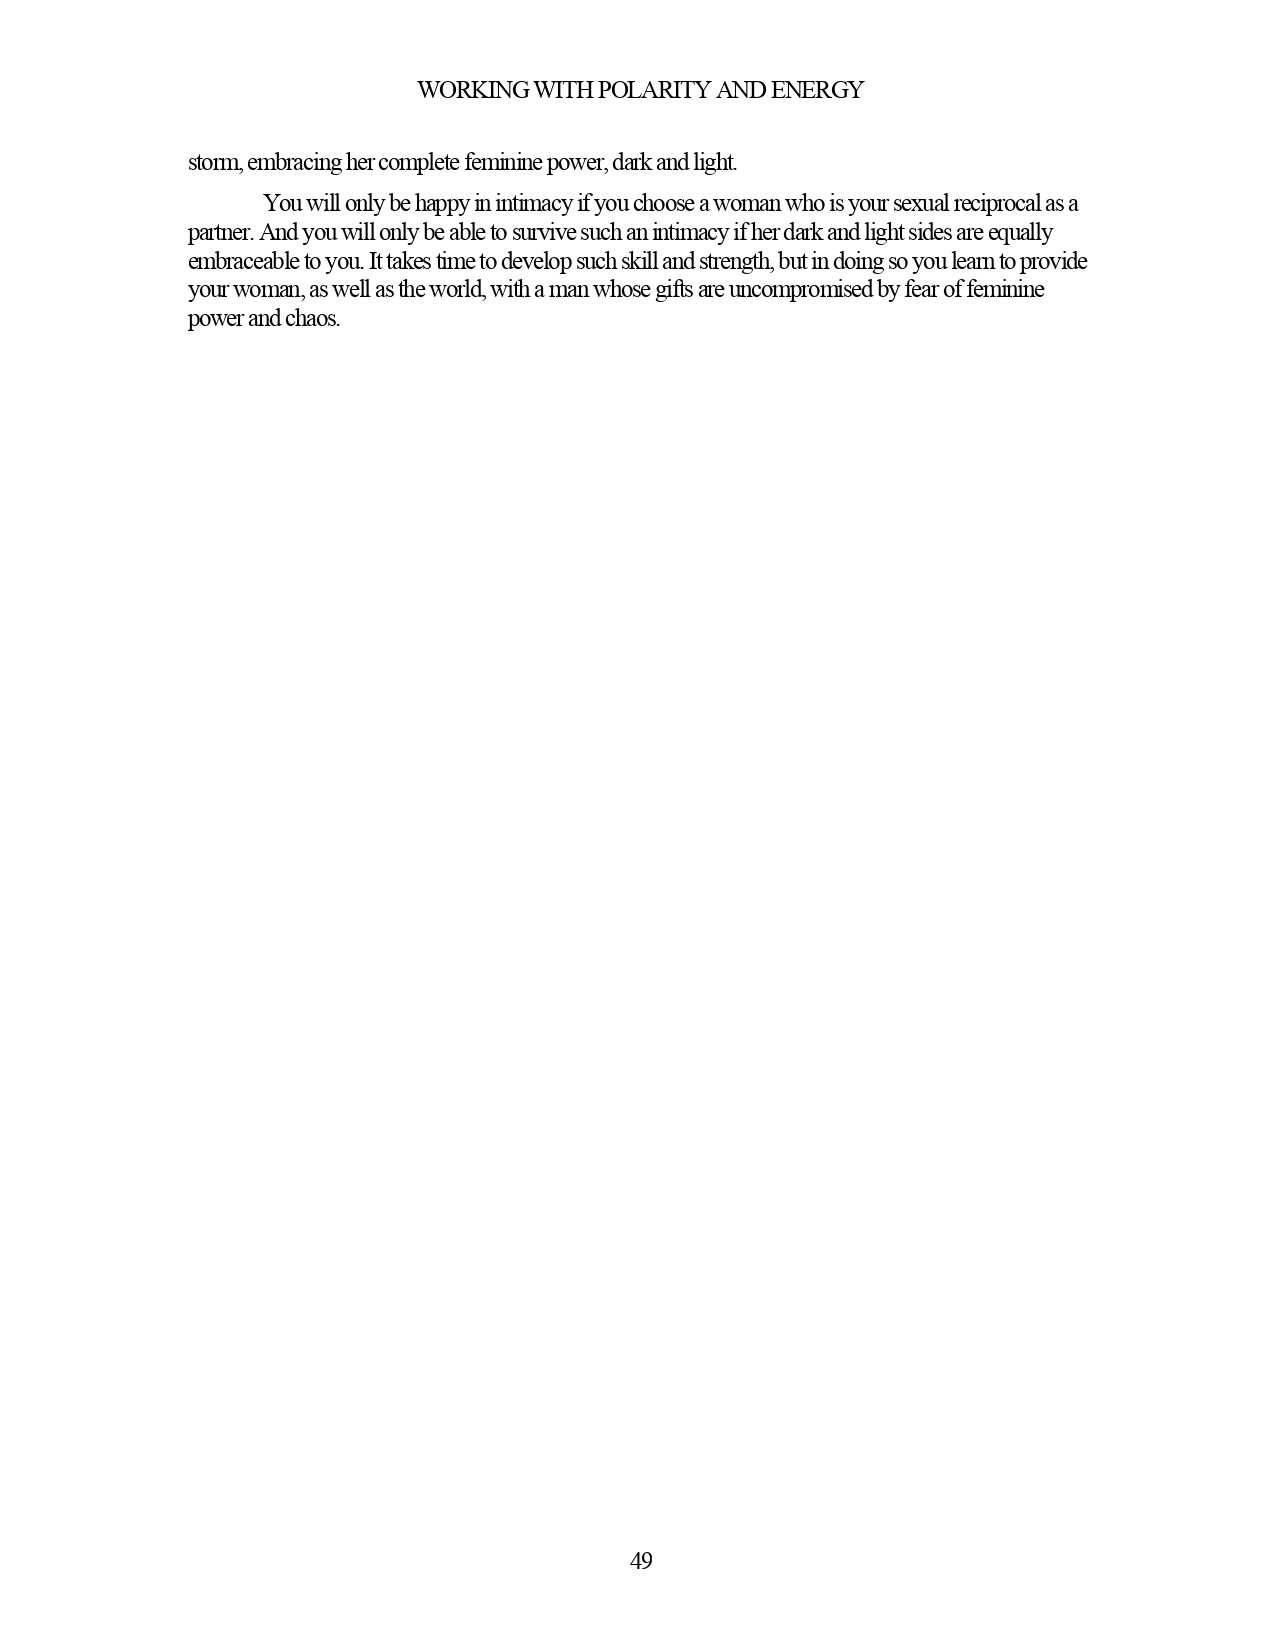 WORKING WITH POLARITY AND ENERGY
storm, embracing her complete feminine power, dark and light.
You will only be happy in intimacy if you choose a woman who is your sexual reciprocal as a
partner. And you will only be able to survive such an intimacy if her dark and light sides are equally
embraceable to you. It takes time to develop such skill and strength, but in doing so you learn to provide
your woman, as well as the world, with a man whose gifts are uncompromised by fear of feminine
power and chaos.
49